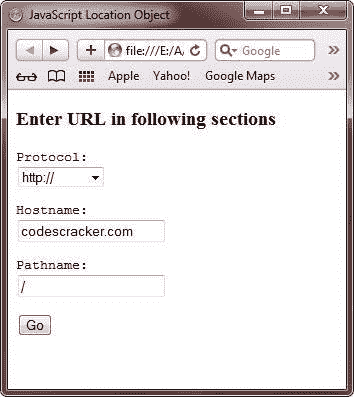 JavaScript Location Object
file:///E:/A
Google
Apple Yahoo! Google Maps
Enter URL in following sections
Protocol:
http://
Hostname:
codescracker.com
Pathname:
/
Go